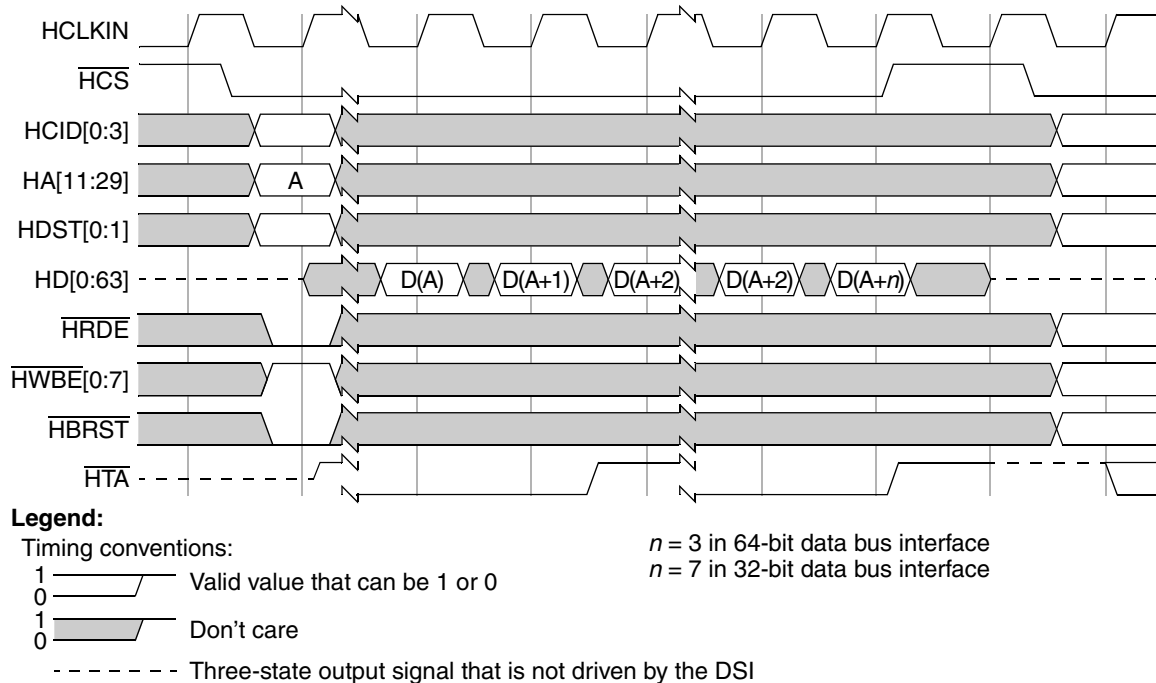 HCLKIN
HCS
HCID[0:3]
HA[11:29] A
HDST[0:1]
HD[0:63] D(A) D(A+1) D(A+2) D(A+2) D(A+n)
HRDE
HWBE[0:7]
HBRST
HTA
Legend:
Timing conventions:
n = 3 in 64-bit data bus interface
n = 7 in 32-bit data bus interface
1
0
Valid value that can be 1 or 0
1
0
Don't care
Three-state output signal that is not driven by the DSI